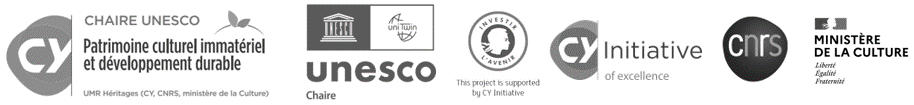 CHAIRE UNESCO
CY
Patrimoine culturel immatériel
et développement durable
UMR Héritages (CY, CNRS, ministère de la Culture)
UNESCO
uniTwin
unesco
Chaire
INVESTIR
L'AVENIR
This project is supported
by CY Initiative
CY Initiative
of excellence
cnrs
MINISTÈRE
DE LA CULTURE
Liberté
Égalité
Fraternité